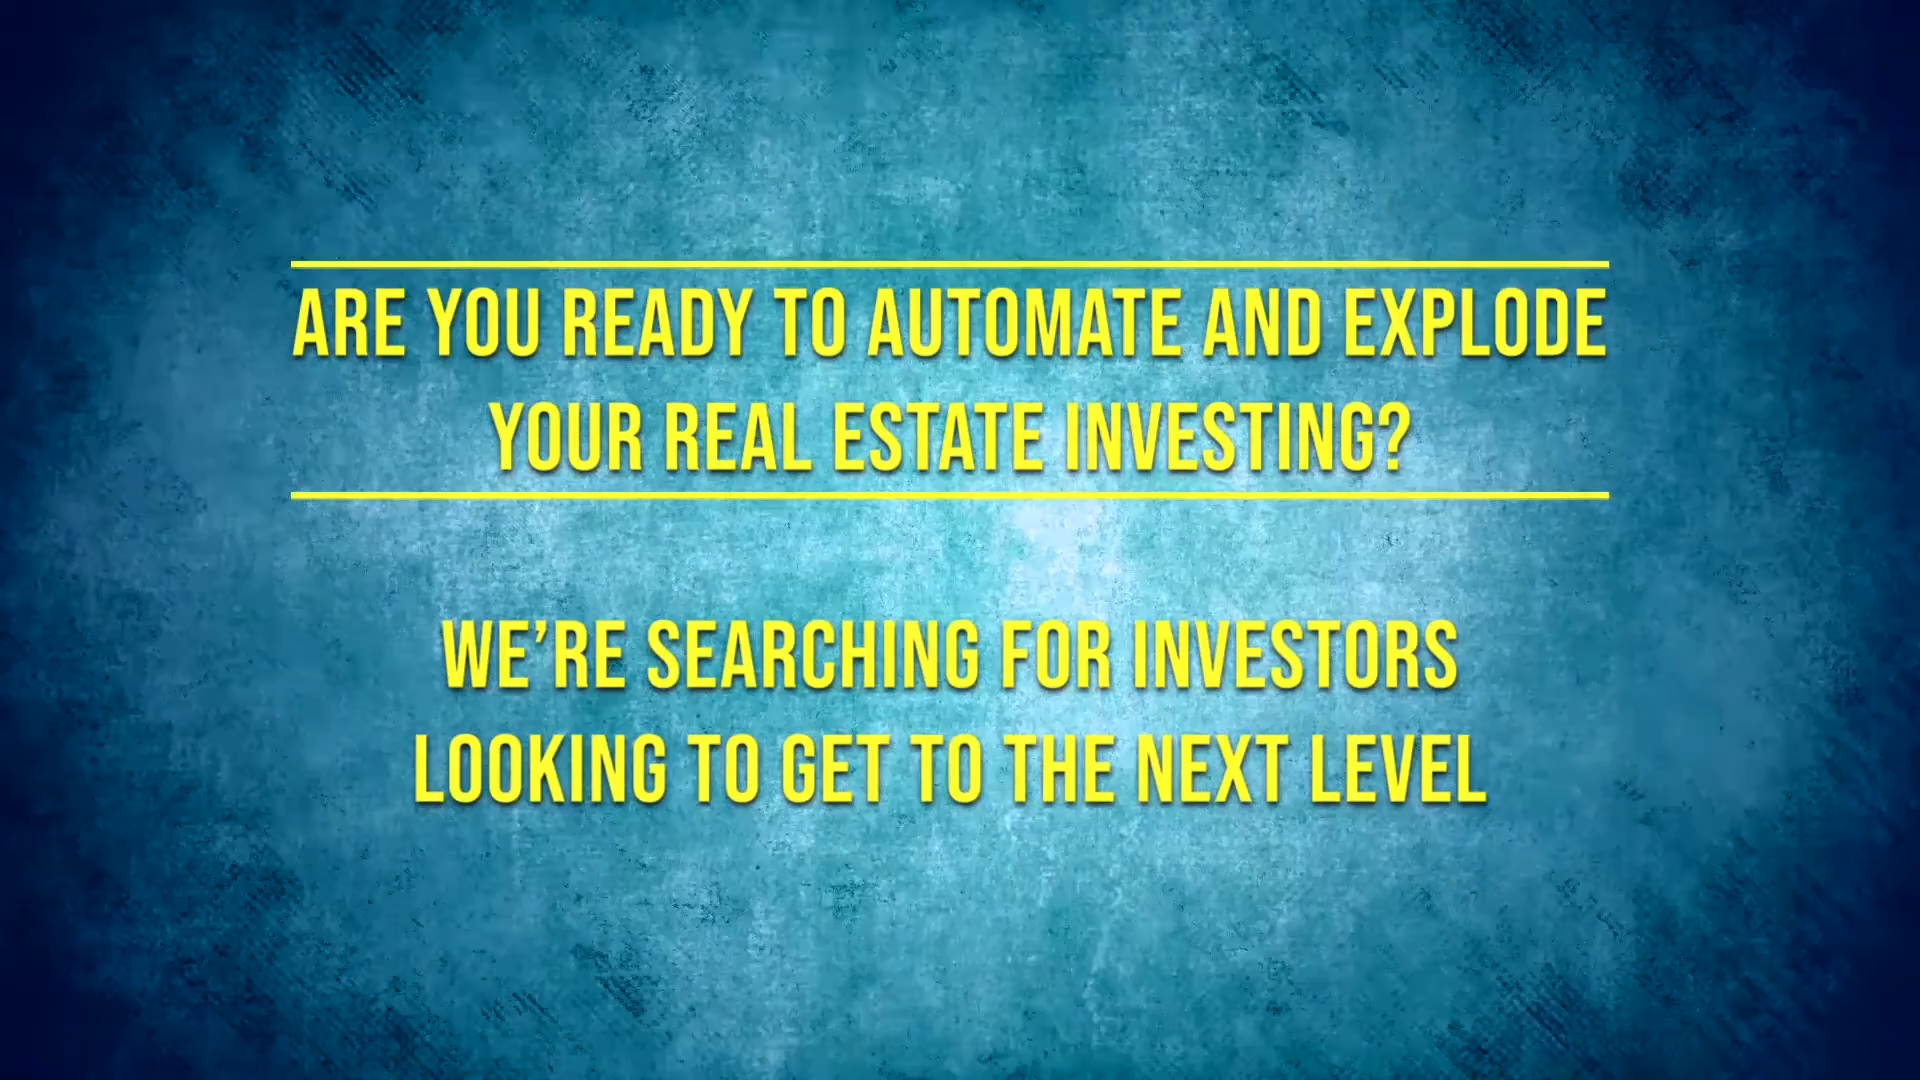 ARE YOU READY TO AUTOMATE AND EXPLODE
YOUR REAL ESTATE INVESTING?
WE’RE SEARCHING FOR INVESTORS
LOOKING TO GET TO THE NEXT LEVEL